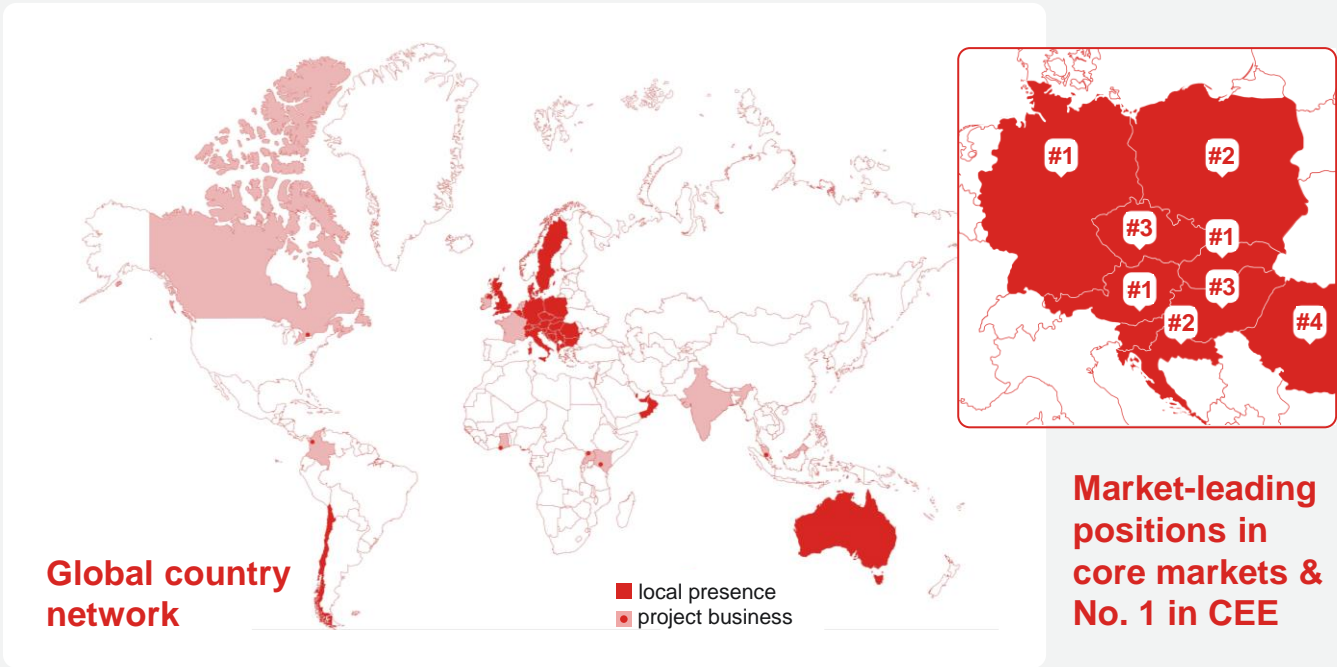 Global country
network
local presence
project business
#1
#2
#3
#1
#1
#3
#2
#4
Market-leading
positions in
core markets &
No. 1 in CEE